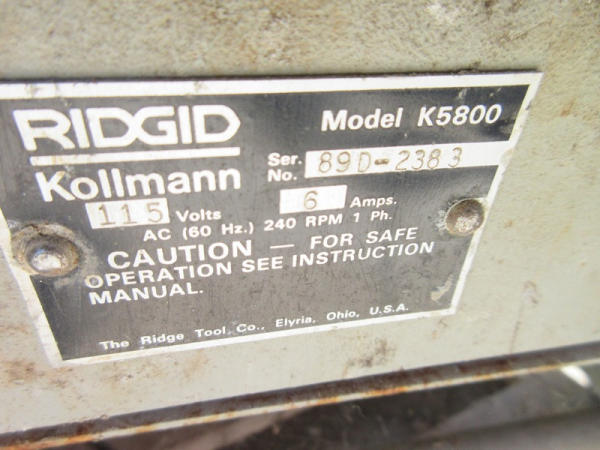 RIDGID
Kollmann
Model K5800
Ser. No. 89D-2383
115 Volts 6 Amps.
AC (60 Hz.) 240 RPM 1 Ph.
CAUTION — FOR SAFE
OPERATION SEE INSTRUCTION
MANUAL.
The Ridge Tool Co., Elyria, Ohio, U.S.A.